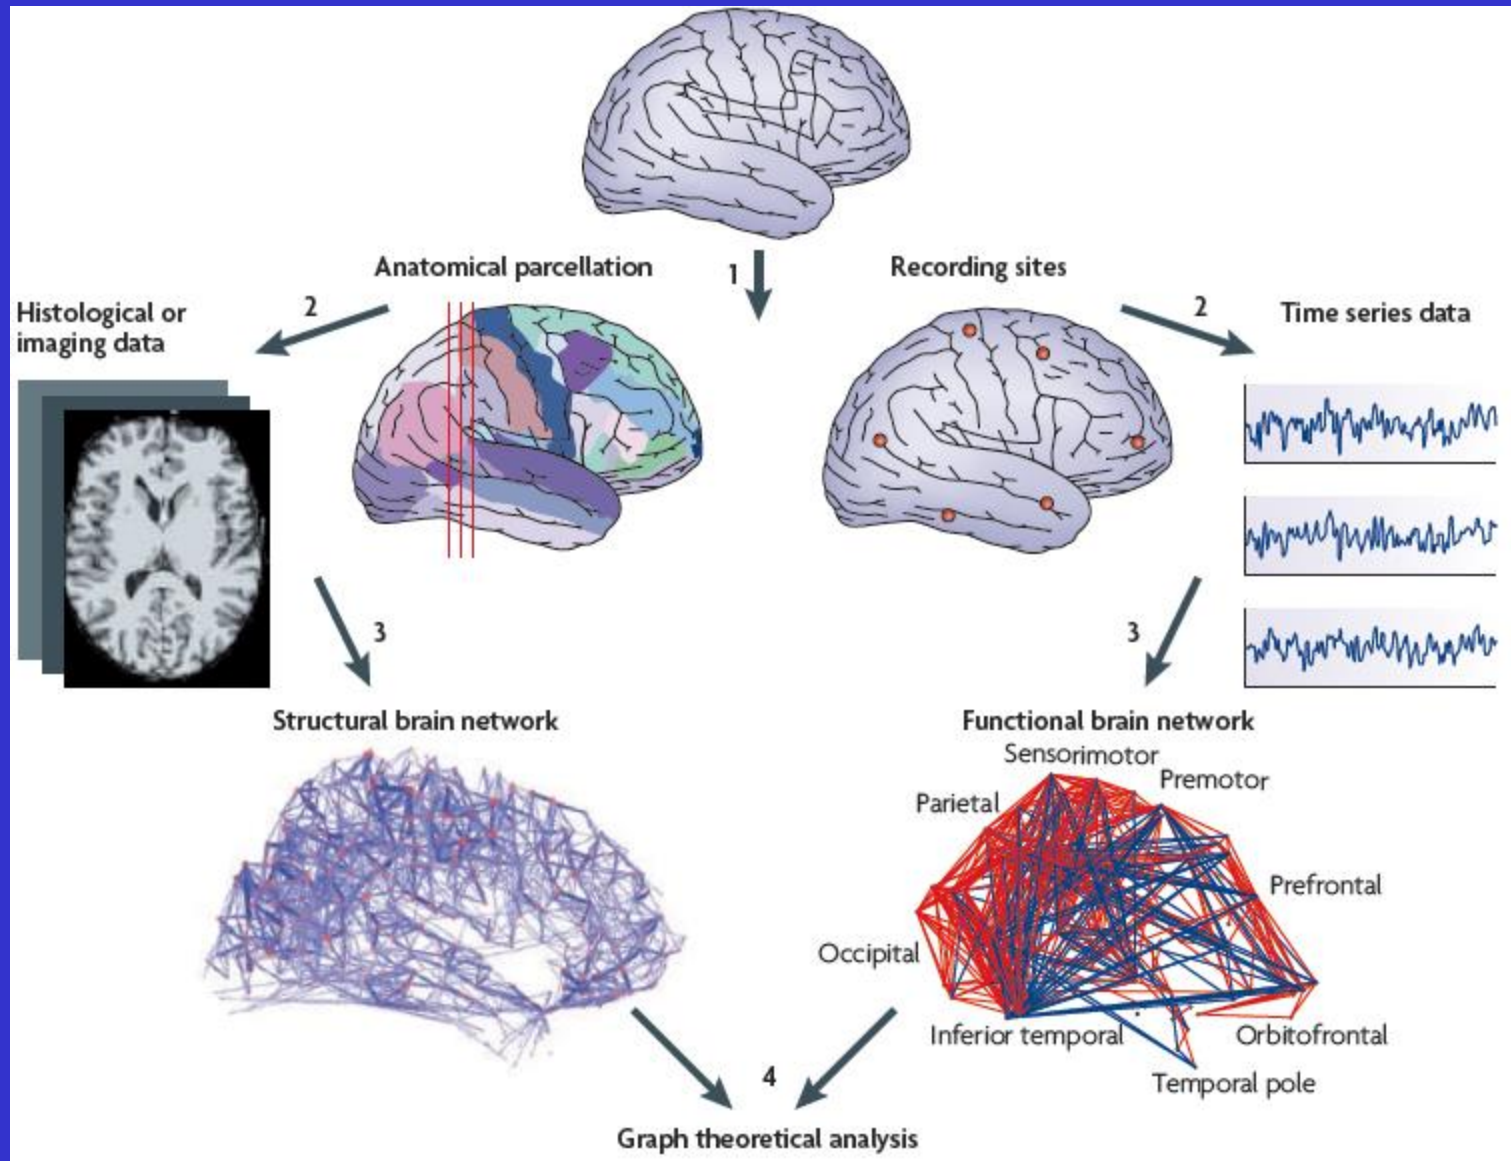 Anatomical parcellation
1
Recording sites
Histological or
imaging data
2
2
Time series data
3
3
Structural brain network
Functional brain network
Sensorimotor
Premotor
Parietal
Prefrontal
Occipital
Inferior temporal
Orbitofrontal
Temporal pole
4
Graph theoretical analysis